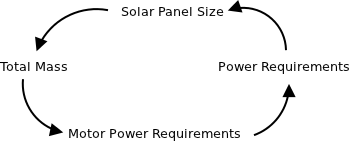 Solar Panel Size
Total Mass
Power Requirements
Motor Power Requirements